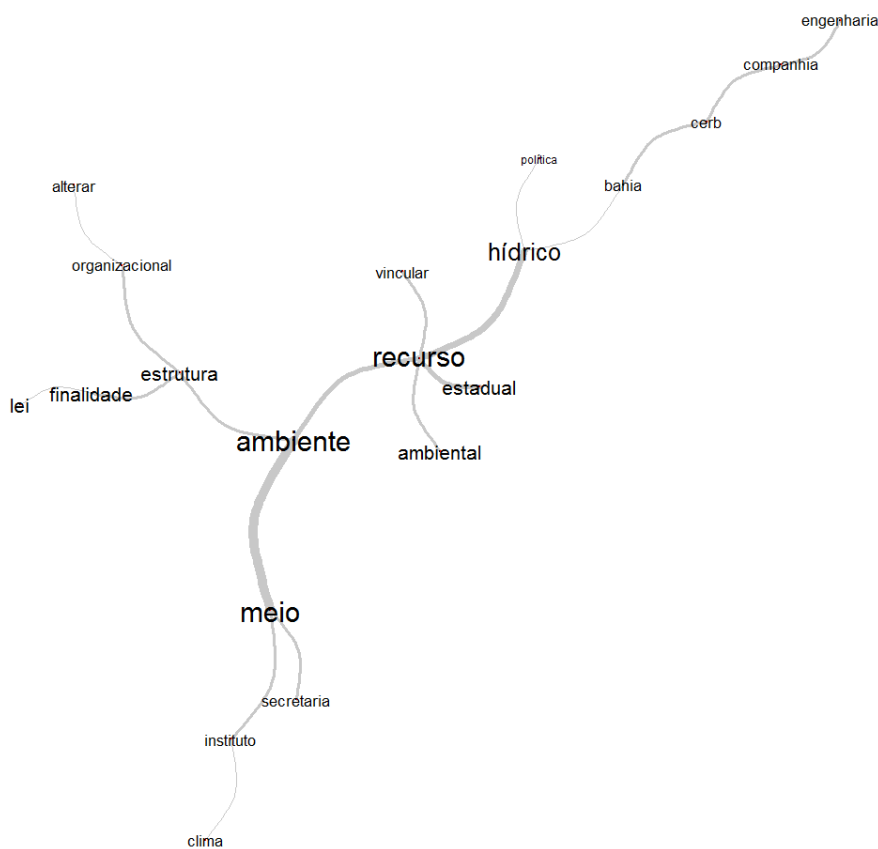 engenharia
companhia
cerb
política
bahia
alterar
hídrico
organizacional
vincular
recurso
estrutura
estadual
finalidade
lei
ambiente
ambiental
meio
secretaria
instituto
clima